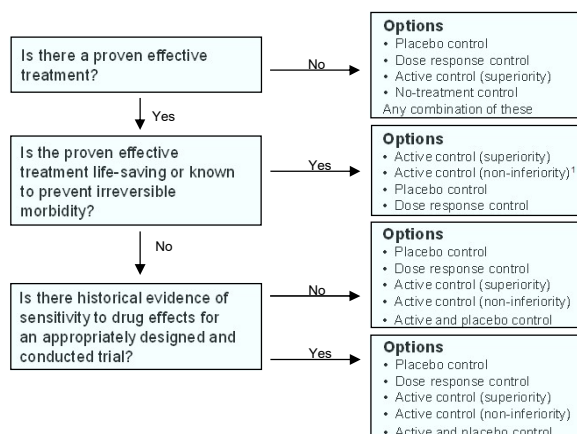 Is there a proven effective
treatment?
No
Options
• Placebo control
• Dose response control
• Active control (superiority)
• No-treatment control
Any combination of these
Yes
Is the proven effective
treatment life-saving or known
to prevent irreversible
morbidity?
Yes
Options
• Active control (superiority)
• Active control (non-inferiority)¹
• Placebo control
• Dose response control
No
Is there historical evidence of
sensitivity to drug effects for
an appropriately designed and
conducted trial?
No
Options
• Placebo control
• Dose response control
• Active control (superiority)
• Active control (non-inferiority)
• Active and placebo control
Yes
Options
• Placebo control
• Dose response control
• Active control (superiority)
• Active control (non-inferiority)
• Active and placebo control